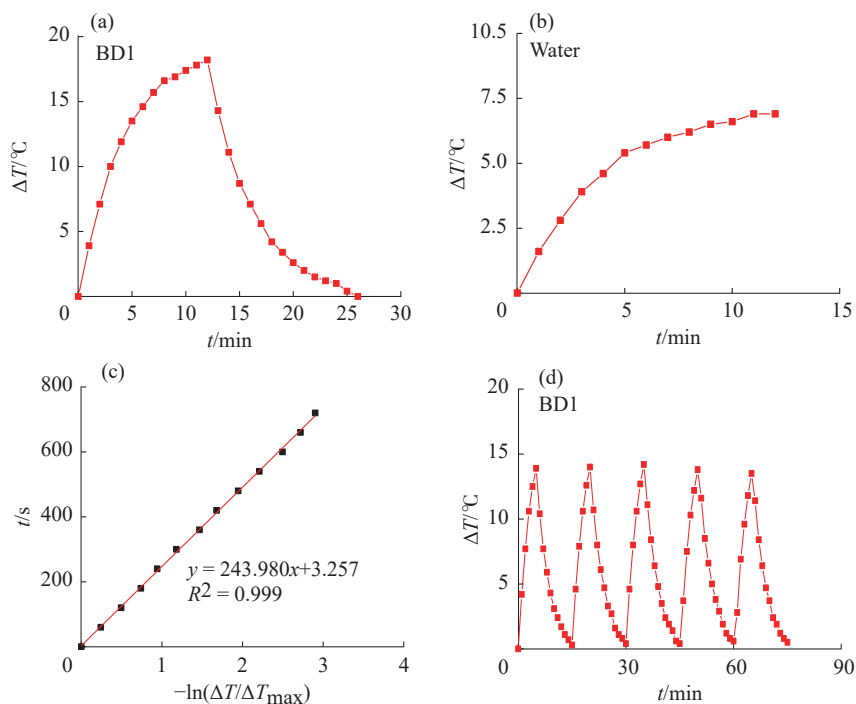 (a)
BD1
20
15
10
5
0
5
10
15
20
25
30
ΔT/℃
t/min
(b)
Water
10.5
7.5
5.0
2.5
0
5
10
15
ΔT/℃
t/min
(c)
800
600
400
200
0
1
2
3
4
t/s
y = 243.980x+3.257
R2 = 0.999
−ln(ΔT/ΔTmax)
(d)
BD1
20
15
10
5
0
30
60
90
ΔT/℃
t/min